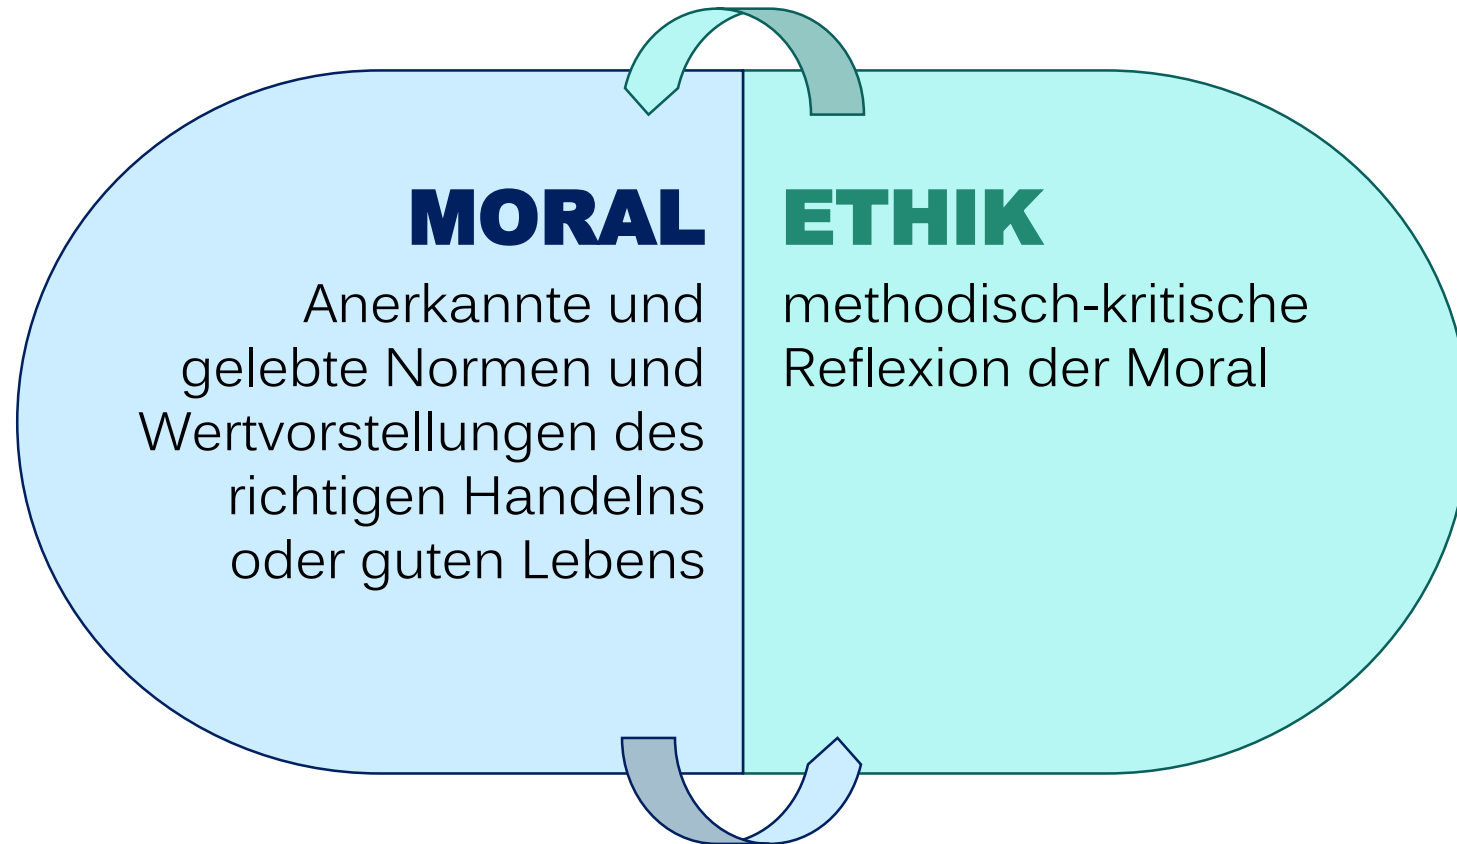 MORAL
Anerkannte und
gelebte Normen und
Wertvorstellungen des
richtigen Handelns
oder guten Lebens
ETHIK
methodisch-kritische
Reflexion der Moral